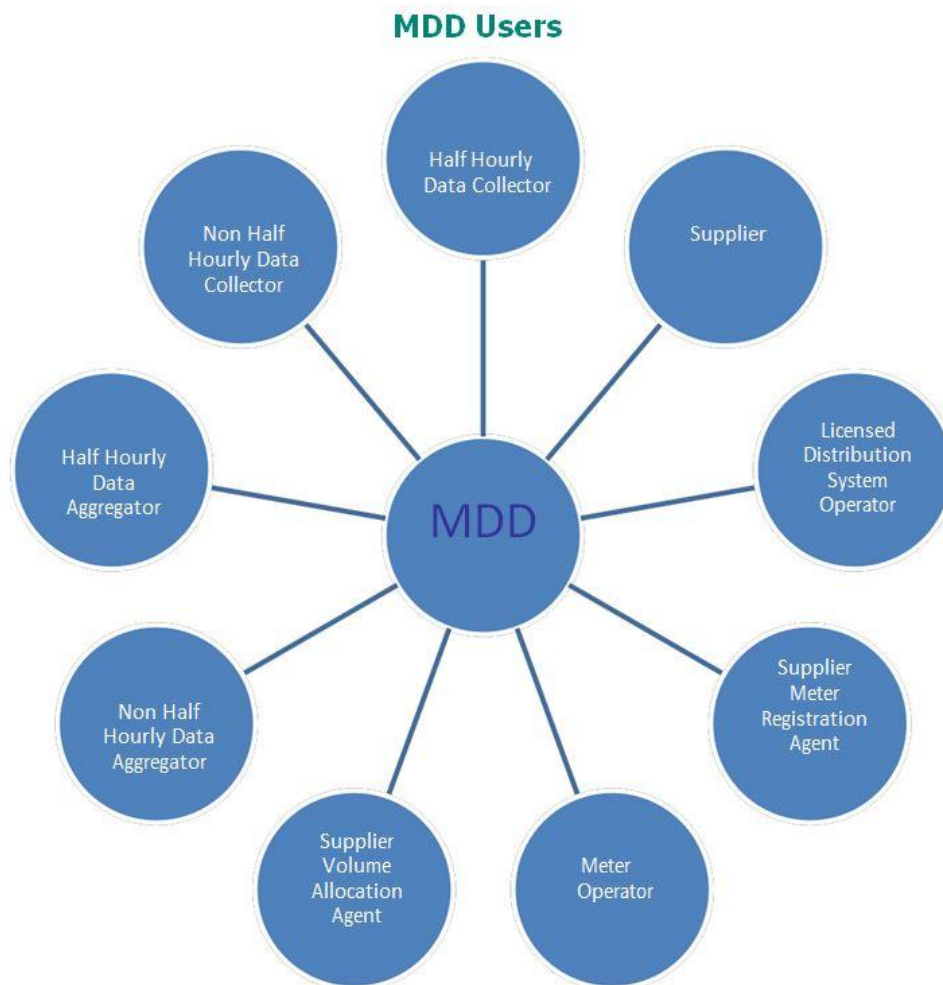 MDD Users
Half Hourly
Data Collector
Supplier
Licensed
Distribution
System
Operator
Supplier
Meter
Registration
Agent
Meter
Operator
Supplier
Volume
Allocation
Agent
Non Half
Hourly Data
Aggregator
Half Hourly
Data
Aggregator
Non Half
Hourly Data
Collector
MDD